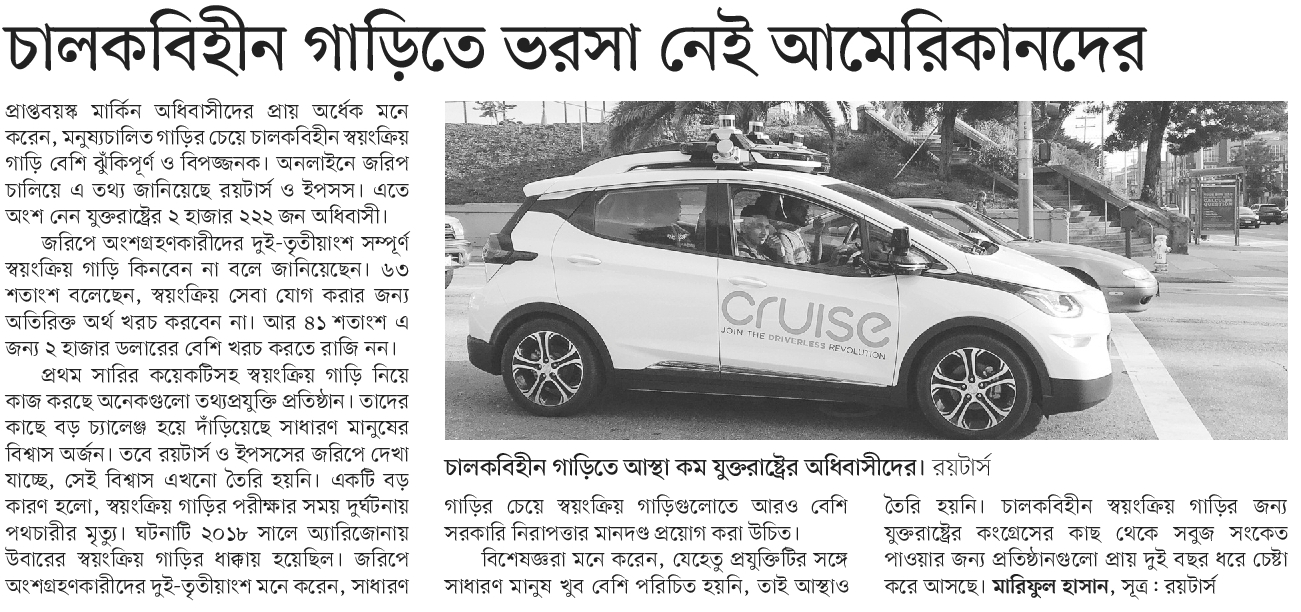 চালকবিহীন গাড়িতে ভরসা নেই আমেরিকানদের
প্রাপ্তবয়স্ক মার্কিন অধিবাসীদের প্রায় অর্ধেক মনে
করেন, মনুষ্যচালিত গাড়ির চেয়ে চালকবিহীন স্বয়ংক্রিয়
গাড়ি বেশি ঝুঁকিপূর্ণ ও বিপজ্জনক। অনলাইনে জরিপ
চালিয়ে এ তথ্য জানিয়েছে রয়টার্স ও ইপসস। এতে
অংশ নেন যুক্তরাষ্ট্রের ২ হাজার ২২২ জন অধিবাসী।
জরিপে অংশগ্রহণকারীদের দুই-তৃতীয়াংশ সম্পূর্ণ
স্বয়ংক্রিয় গাড়ি কিনবেন না বলে জানিয়েছেন। ৬৩
শতাংশ বলেছেন, স্বয়ংক্রিয় সেবা যোগ করার জন্য
অতিরিক্ত অর্থ খরচ করবেন না। আর ৪১ শতাংশ এ
জন্য ২ হাজার ডলারের বেশি খরচ করতে রাজি নন।
প্রথম সারির কয়েকটিসহ স্বয়ংক্রিয় গাড়ি নিয়ে
কাজ করছে অনেকগুলো তথ্যপ্রযুক্তি প্রতিষ্ঠান। তাদের
কাছে বড় চ্যালেঞ্জ হয়ে দাঁড়িয়েছে সাধারণ মানুষের
বিশ্বাস অর্জন। তবে রয়টার্স ও ইপসসের জরিপে দেখা
যাচ্ছে, সেই বিশ্বাস এখনো তৈরি হয়নি। একটি বড়
কারণ হলো, স্বয়ংক্রিয় গাড়ির পরীক্ষার সময় দুর্ঘটনায়
পথচারীর মৃত্যু। ঘটনাটি ২০১৮ সালে অ্যারিজোনায়
উবারের স্বয়ংক্রিয় গাড়ির ধাক্কায় হয়েছিল। জরিপে
অংশগ্রহণকারীদের দুই-তৃতীয়াংশ মনে করেন, সাধারণ
cruise
JOIN THE DRIVERLESS REVOLUTION
চালকবিহীন গাড়িতে আস্থা কম যুক্তরাষ্ট্রের অধিবাসীদের। রয়টার্স
গাড়ির চেয়ে স্বয়ংক্রিয় গাড়িগুলোতে আরও বেশি
সরকারি নিরাপত্তার মানদণ্ড প্রয়োগ করা উচিত।
বিশেষজ্ঞরা মনে করেন, যেহেতু প্রযুক্তিটির সঙ্গে
সাধারণ মানুষ খুব বেশি পরিচিত হয়নি, তাই আস্থাও
তৈরি হয়নি। চালকবিহীন স্বয়ংক্রিয় গাড়ির জন্য
যুক্তরাষ্ট্রের কংগ্রেসের কাছ থেকে সবুজ সংকেত
পাওয়ার জন্য প্রতিষ্ঠানগুলো প্রায় দুই বছর ধরে চেষ্টা
করে আসছে। মারিফুল হাসান, সূত্র : রয়টার্স